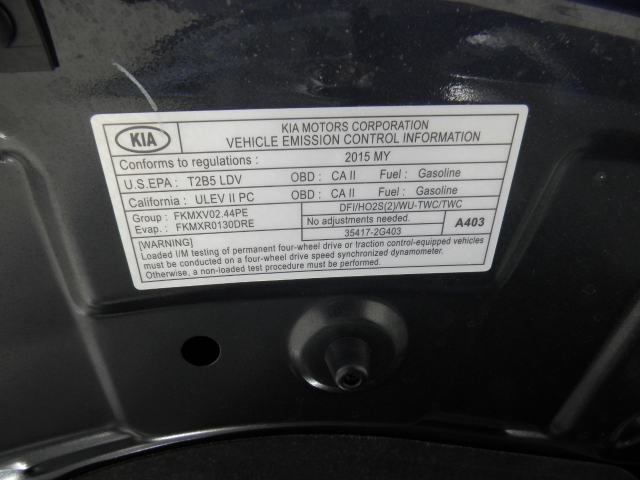 KIA
KIA MOTORS CORPORATION
VEHICLE EMISSION CONTROL INFORMATION
Conforms to regulations : 2015 MY
U.S.EPA : T2B5 LDV OBD : CA II Fuel : Gasoline
California : ULEV II PC OBD : CA II Fuel : Gasoline
Group : FKMXV02.44PE
Evap. : FKMXR0130DRE
DFI/HO2S(2)/WU-TWC/TWC
No adjustments needed.
35417-2G403
A403
[WARNING]
Loaded I/M testing of permanent four-wheel drive or traction control-equipped vehicles
must be conducted on a four-wheel drive speed synchronized dynamometer.
Otherwise, a non-loaded test procedure must be utilized.